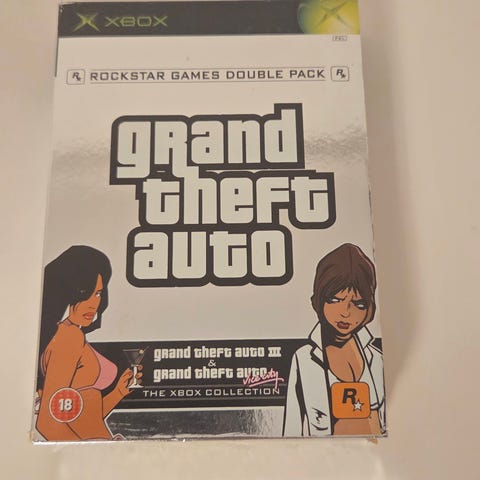 XBOX
PAL
R★ ROCKSTAR GAMES DOUBLE PACK R★
grand
theft
auto
grand theft auto III
&
grand theft auto
Vice City
THE XBOX COLLECTION
18
R★